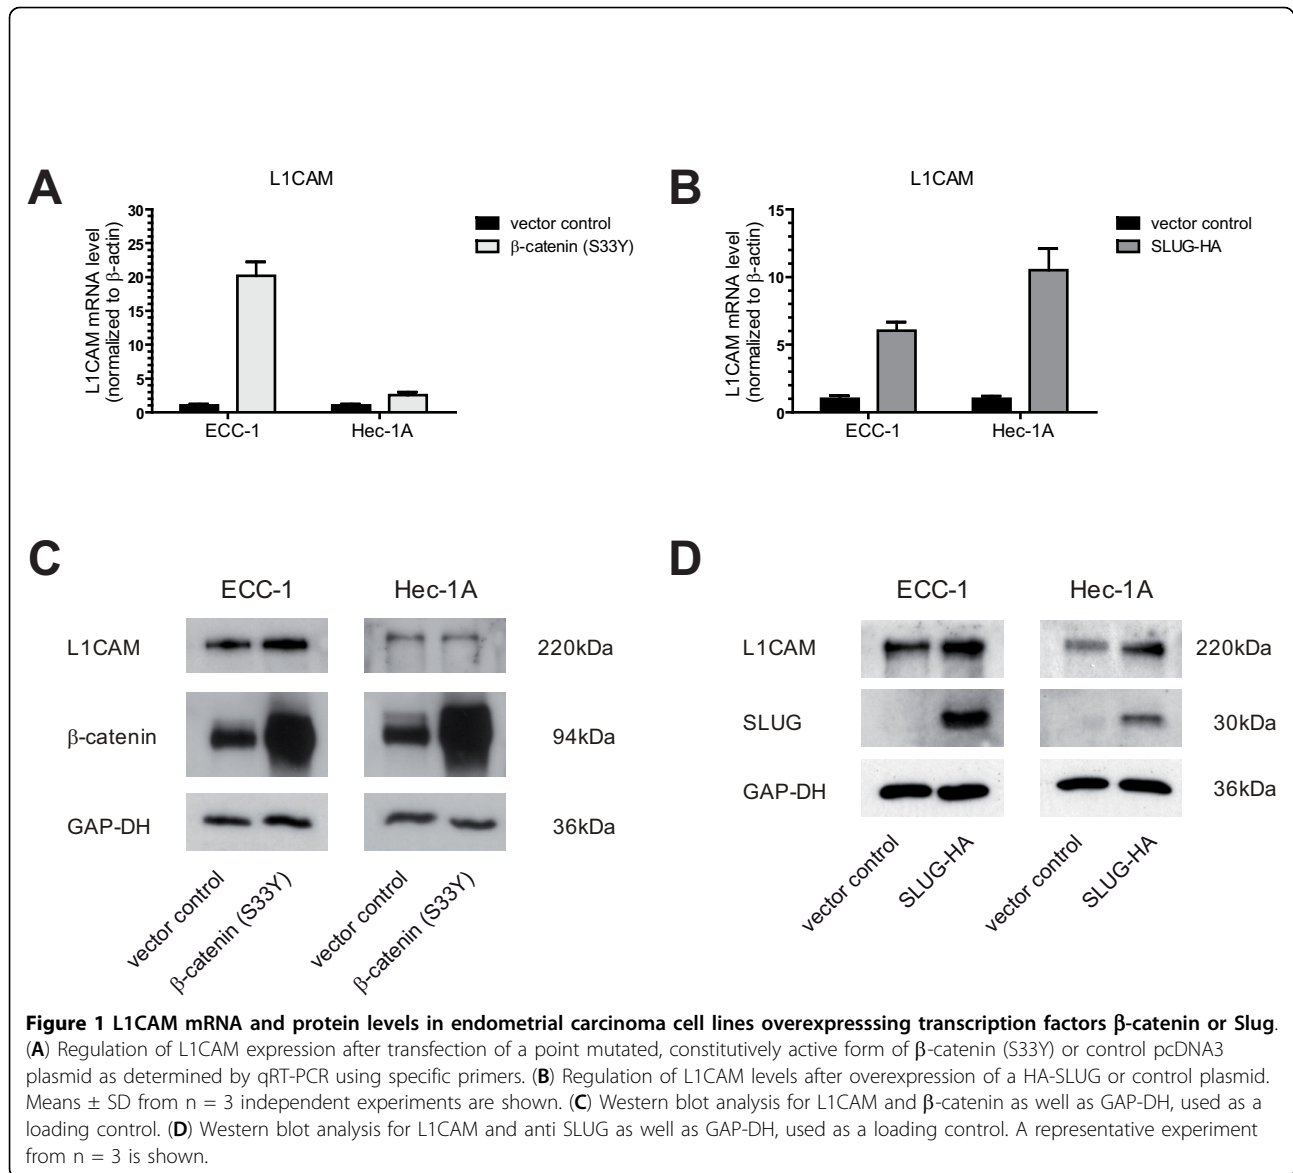 A
L1CAM
L1CAM mRNA level
(normalized to β-actin)
30
25
20
15
10
5
0
ECC-1
Hec-1A
vector control
β-catenin (S33Y)
B
L1CAM
L1CAM mRNA level
(normalized to β-actin)
15
10
5
0
ECC-1
Hec-1A
vector control
SLUG-HA
C
ECC-1
Hec-1A
L1CAM
220kDa
β-catenin
94kDa
GAP-DH
36kDa
vector control
β-catenin (S33Y)
vector control
β-catenin (S33Y)
D
ECC-1
Hec-1A
L1CAM
220kDa
SLUG
30kDa
GAP-DH
36kDa
vector control
SLUG-HA
vector control
SLUG-HA
Figure 1 L1CAM mRNA and protein levels in endometrial carcinoma cell lines overexpresssing transcription factors β-catenin or Slug.
(A) Regulation of L1CAM expression after transfection of a point mutated, constitutively active form of β-catenin (S33Y) or control pcDNA3
plasmid as determined by qRT-PCR using specific primers. (B) Regulation of L1CAM levels after overexpression of a HA-SLUG or control plasmid.
Means ± SD from n = 3 independent experiments are shown. (C) Western blot analysis for L1CAM and β-catenin as well as GAP-DH, used as a
loading control. (D) Western blot analysis for L1CAM and anti SLUG as well as GAP-DH, used as a loading control. A representative experiment
from n = 3 is shown.